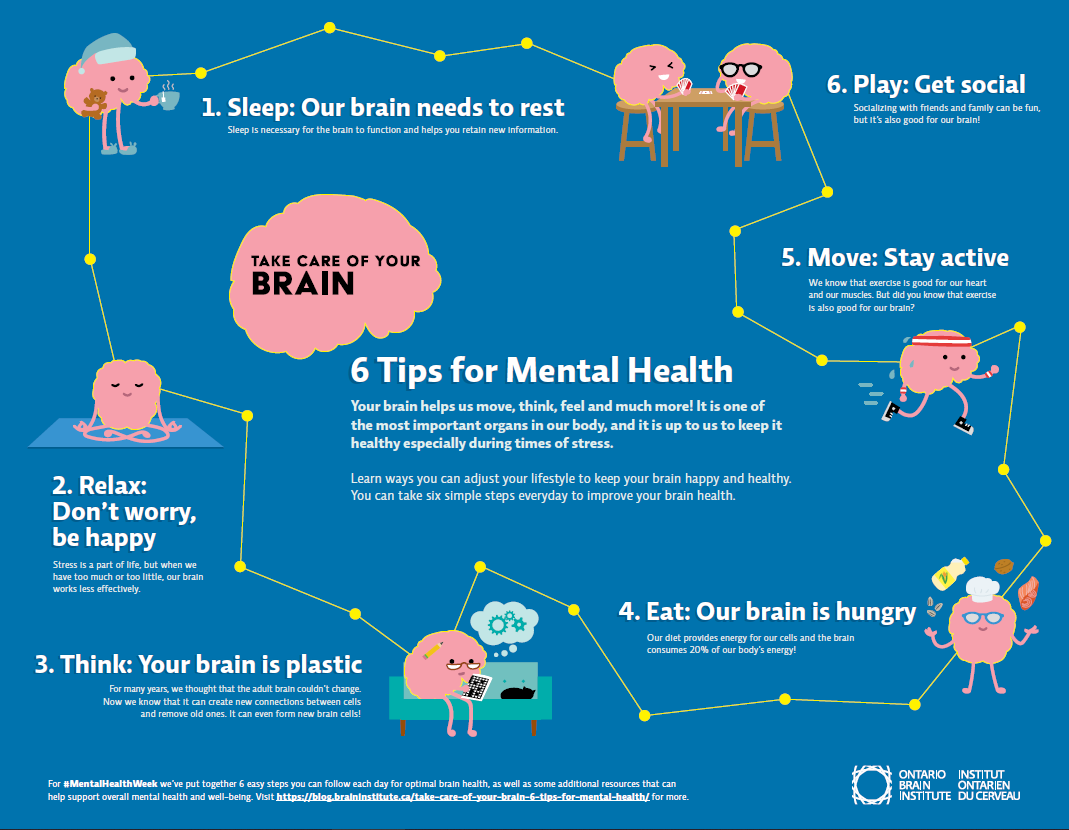 1. Sleep: Our brain needs to rest
Sleep is necessary for the brain to function and helps you retain new information.
6. Play: Get social
Socializing with friends and family can be fun,
but it's also good for our brain!
TAKE CARE OF YOUR
BRAIN
5. Move: Stay active
We know that exercise is good for our heart
and our muscles. But did you know that exercise
is also good for our brain?
6 Tips for Mental Health
Your brain helps us move, think, feel and much more! It is one of
the most important organs in our body, and it is up to us to keep it
healthy especially during times of stress.
Learn ways you can adjust your lifestyle to keep your brain happy and healthy.
You can take six simple steps everyday to improve your brain health.
2. Relax:
Don't worry,
be happy
Stress is a part of life, but when we
have too much or too little, our brain
works less effectively.
3. Think: Your brain is plastic
For many years, we thought that the adult brain couldn't change.
Now we know that it can create new connections between cells
and remove old ones. It can even form new brain cells!
4. Eat: Our brain is hungry
Our diet provides energy for our cells and the brain
consumes 20% of our body's energy!
For #MentalHealthWeek we've put together 6 easy steps you can follow each day for optimal brain health, as well as some additional resources that can
help support overall mental health and well-being. Visit https://blog.braininstitute.ca/take-care-of-your-brain-6-tips-for-mental-health/ for more.
ONTARIO
BRAIN
INSTITUTE
INSTITUT
ONTARIEN
DU CERVEAU